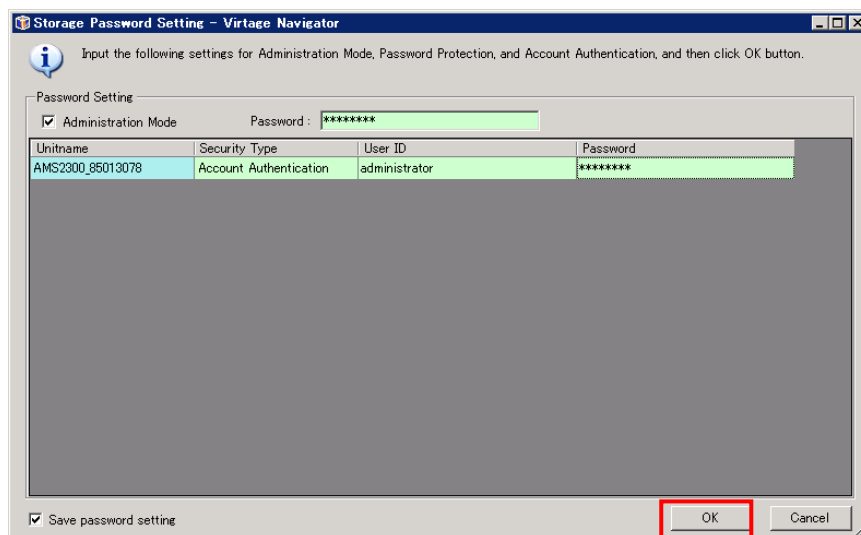 Storage Password Setting - Virtage Navigator
Input the following settings for Administration Mode, Password Protection, and Account Authentication, and then click OK button.
Password Setting
Administration Mode Password : ********
Unitname Security Type User ID Password
AMS2300_85013078 Account Authentication administrator ********
Save password setting OK Cancel